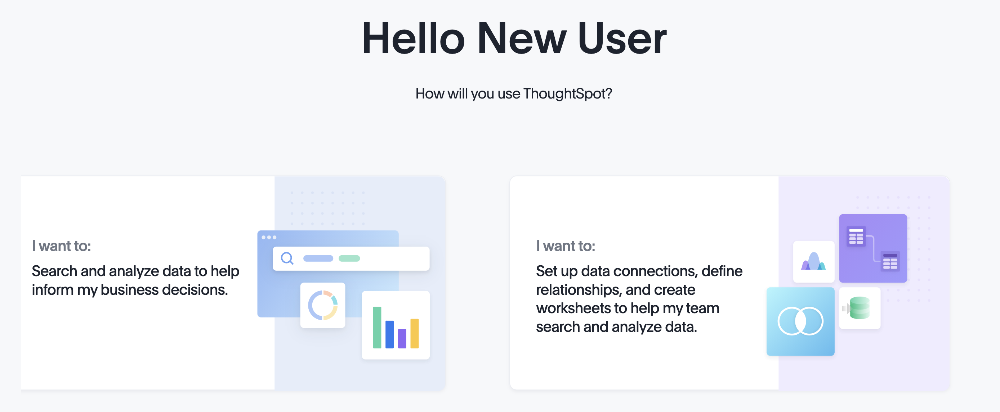 Hello New User
How will you use ThoughtSpot?
I want to:
Search and analyze data to help
inform my business decisions.
I want to:
Set up data connections, define
relationships, and create
worksheets to help my team
search and analyze data.